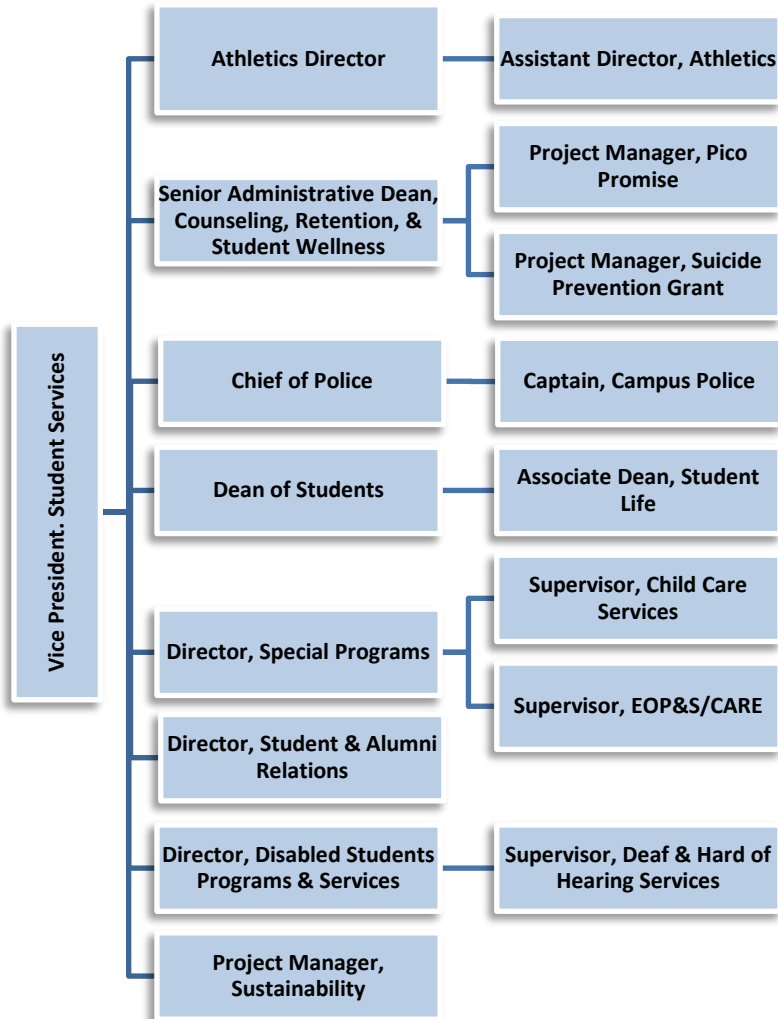 Vice President. Student Services
Athletics Director
Assistant Director, Athletics
Senior Administrative Dean,
Counseling, Retention, &
Student Wellness
Project Manager, Pico
Promise
Project Manager, Suicide
Prevention Grant
Chief of Police
Captain, Campus Police
Dean of Students
Associate Dean, Student
Life
Director, Special Programs
Supervisor, Child Care
Services
Supervisor, EOP&S/CARE
Director, Student & Alumni
Relations
Director, Disabled Students
Programs & Services
Supervisor, Deaf & Hard of
Hearing Services
Project Manager,
Sustainability